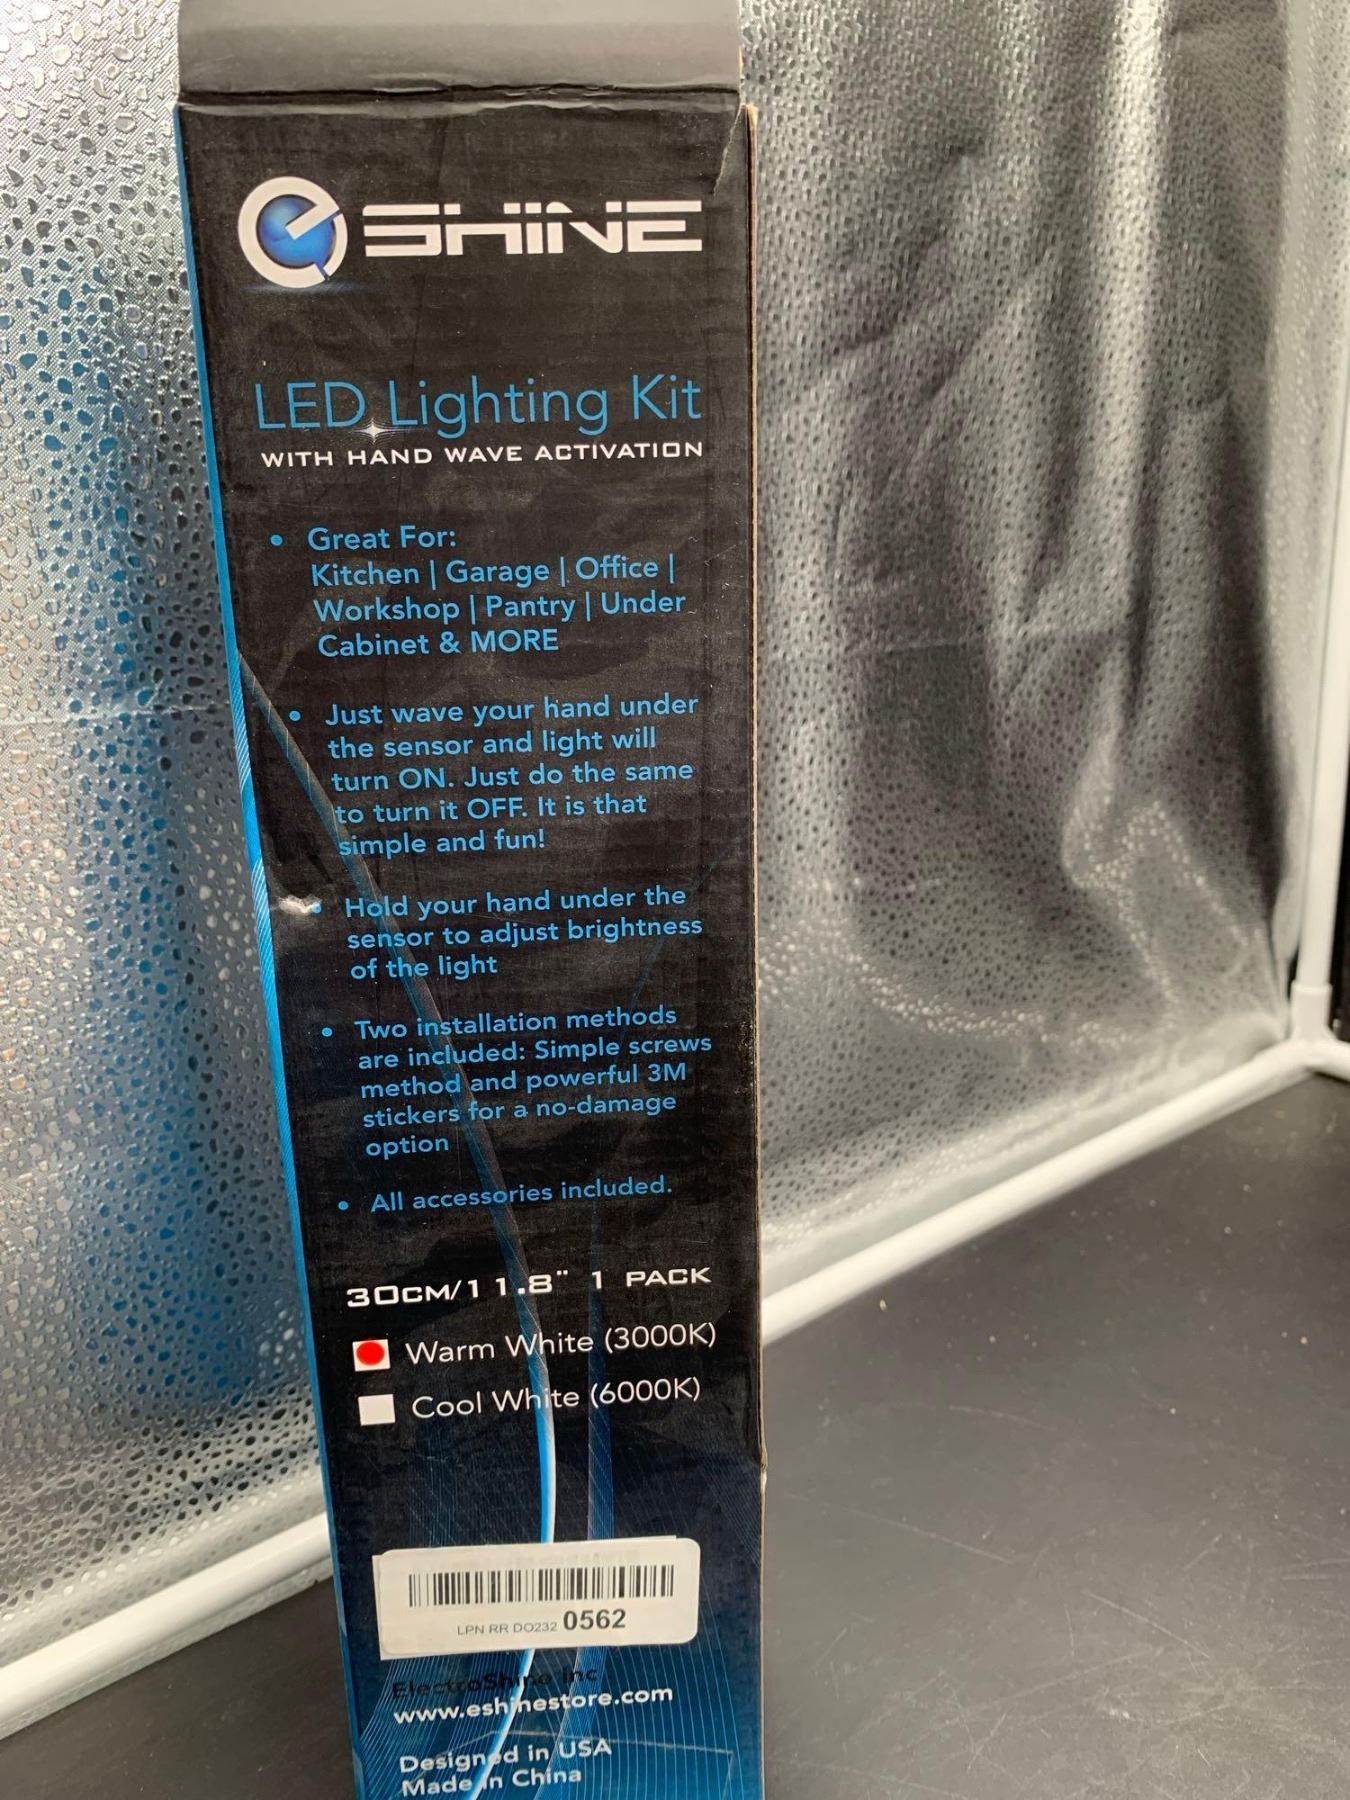 e SHINE
LED Lighting Kit
WITH HAND WAVE ACTIVATION
• Great For:
Kitchen | Garage | Office |
Workshop | Pantry | Under
Cabinet & MORE
• Just wave your hand under
the sensor and light will
turn ON. Just do the same
to turn it OFF. It is that
simple and fun!
• Hold your hand under the
sensor to adjust brightness
of the light
• Two installation methods
are included: Simple screws
method and powerful 3M
stickers for a no-damage
option
• All accessories included.
30CM/11.8" 1 PACK
Warm White (3000K)
Cool White (6000K)
LPN RR DO232 0562
ElectroShine Inc
www.eshinestore.com
Designed in USA
Made in China